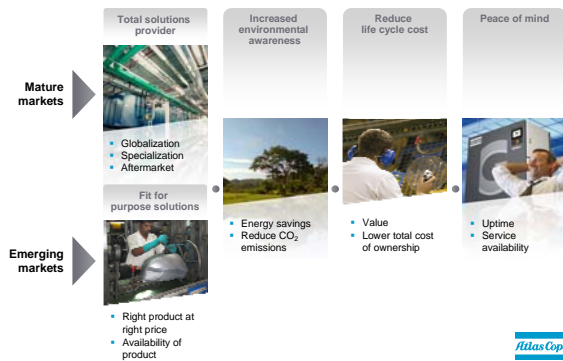 Total solutions
provider
Increased
environmental
awareness
Reduce
life cycle cost
Peace of mind
Mature
markets
Globalization
Specialization
Aftermarket
Fit for
purpose solutions
Emerging
markets
Right product at
right price
Availability of
product
Energy savings
Reduce CO₂
emissions
Value
Lower total cost
of ownership
Uptime
Service
availability
Atlas Cop